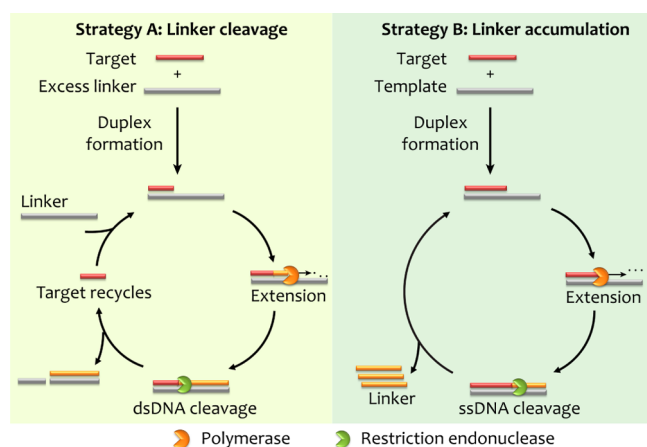 Strategy A: Linker cleavage
Target
+
Excess linker
Duplex
formation
Linker
Extension
Target recycles
dsDNA cleavage
Strategy B: Linker accumulation
Target
+
Template
Duplex
formation
Extension
Linker
ssDNA cleavage
Polymerase
Restriction endonuclease